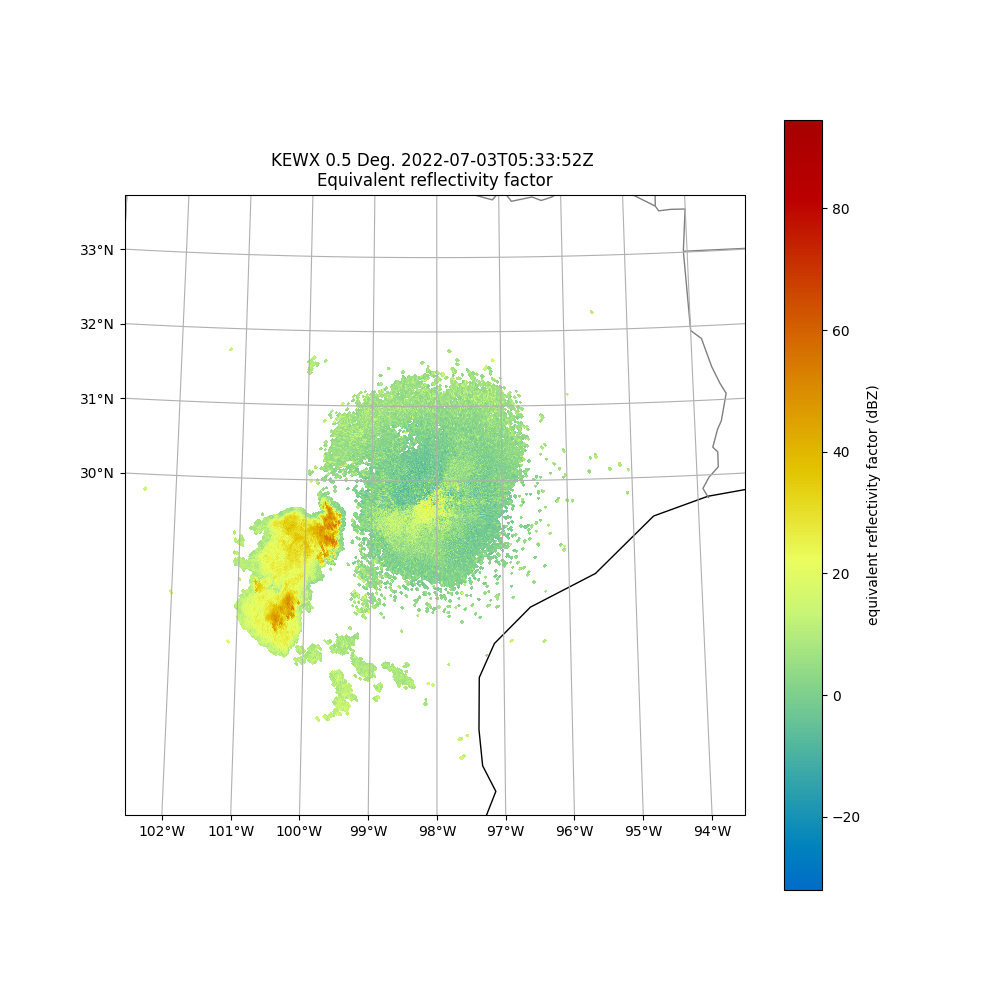 KEWX 0.5 Deg. 2022-07-03T05:33:52Z
Equivalent reflectivity factor
33°N
32°N
31°N
30°N
102°W 101°W 100°W 99°W 98°W 97°W 96°W 95°W 94°W
80
60
40
20
0
−20
equivalent reflectivity factor (dBZ)